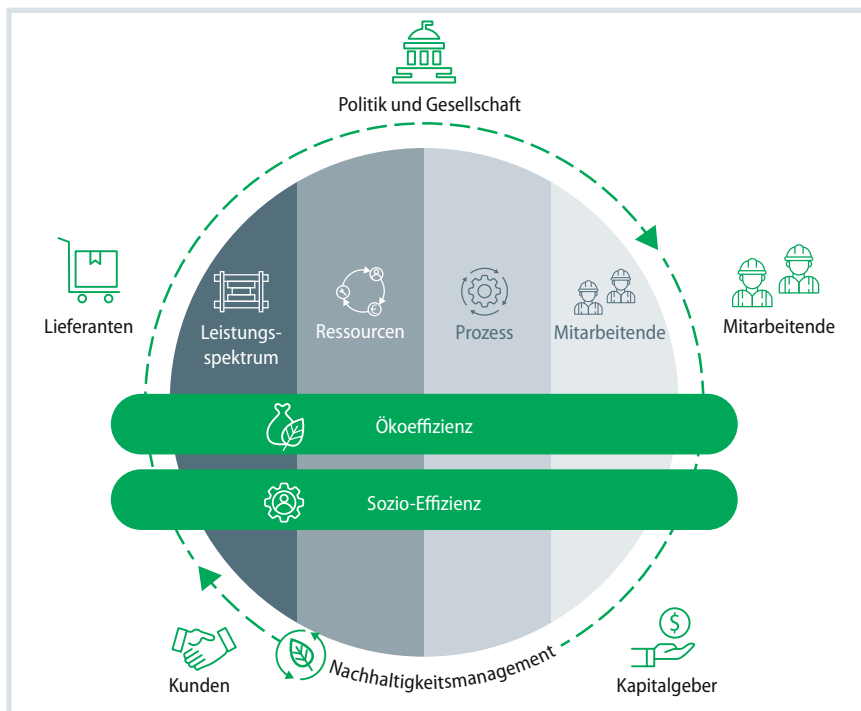 Politik und Gesellschaft
Lieferanten
Leistungs-
spektrum
Ressourcen
€
Prozess
Mitarbeitende
Mitarbeitende
Ökoeffizienz
Sozio-Effizienz
$
Kunden
Nachhaltigkeitsmanagement
Kapitalgeber